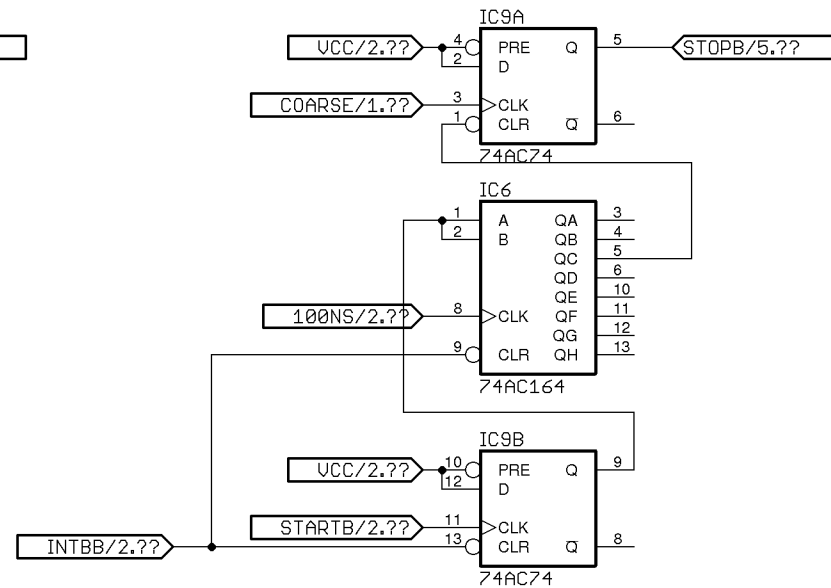 IC9A
VCC/2.??
4
PRE
Q
5
STOPB/5.??
2
D
COARSE/1.??
3
CLK
1
CLR
Q
6
74AC74
IC6
1
A
QA
3
2
B
QB
4
QC
5
QD
6
QE
10
100NS/2.??
8
CLK
QF
11
QG
12
9
CLR
QH
13
74AC164
IC9B
VCC/2.??
10
PRE
Q
9
12
D
STARTB/2.??
11
CLK
INTBB/2.??
13
CLR
Q
8
74AC74